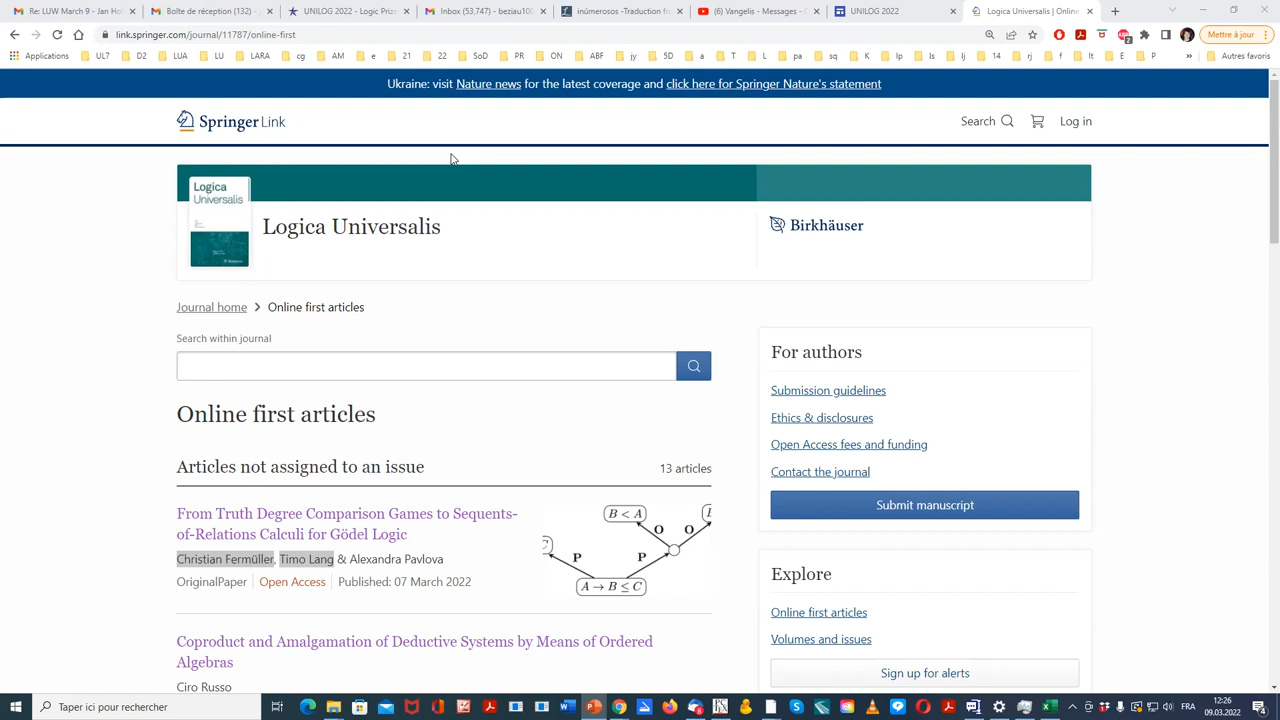 Re: LUW March 9 - Jan Ho
Boîte de réception (132) -
UNILOG 2022 - Logic Prize
Inbox (53,747) - beziau100
inúmerosos -Traduction fr
(6) Vangelis - Messages -
UNILOG 2022
Logica Universalis | Online
link.springer.com/journal/11787/online-first
Mettre à jour
Applications UL7 D2 LUA LU LARA cg e 21 22 SoD PR ON ABF jy 5D a T L pa sq Ip Is Ij 14 rj f It E P » Autres favoris
Ukraine: visit Nature news for the latest coverage and click here for Springer Nature's statement
Springer Link
Search
Log in
Logica
Universalis
Logica Universalis
Birkhäuser
Journal home > Online first articles
Search within journal
Online first articles
Articles not assigned to an issue
13 articles
From Truth Degree Comparison Games to Sequents-
of-Relations Calculi for Gödel Logic
Christian Fermüller, Timo Lang & Alexandra Pavlova
OriginalPaper | Open Access | Published: 07 March 2022
B < A
O O
P P
A → B ≤ C
Coproduct and Amalgamation of Deductive Systems by Means of Ordered
Algebras
Ciro Russo
For authors
Submission guidelines
Ethics & disclosures
Open Access fees and funding
Contact the journal
Submit manuscript
Explore
Online first articles
Volumes and issues
Sign up for alerts
Taper ici pour rechercher
FR
12:26
09.03.2022